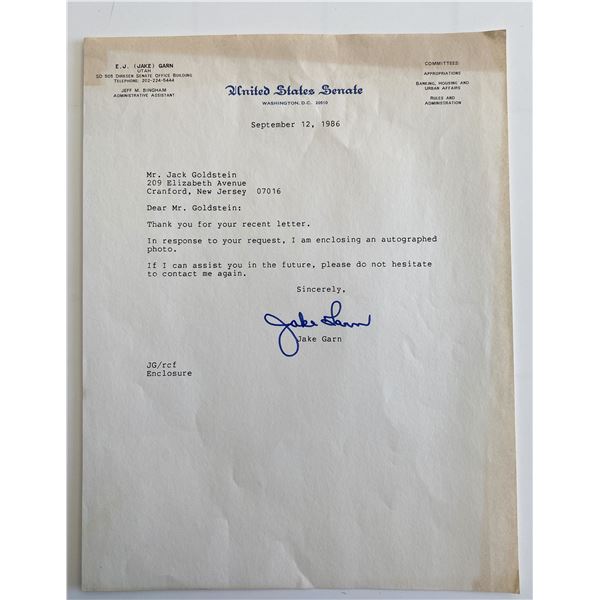 E.J. (JAKE) GARN
UTAH
SD 505 DIRKSEN SENATE OFFICE BUILDING
TELEPHONE: 202-224-5444
JEFF M. BINGHAM
ADMINISTRATIVE ASSISTANT
COMMITTEES:
APPROPRIATIONS
BANKING, HOUSING AND
URBAN AFFAIRS
RULES AND
ADMINISTRATION
United States Senate
WASHINGTON, D.C. 20510
September 12, 1986
Mr. Jack Goldstein
209 Elizabeth Avenue
Cranford, New Jersey 07016
Dear Mr. Goldstein:
Thank you for your recent letter.
In response to your request, I am enclosing an autographed
photo.
If I can assist you in the future, please do not hesitate
to contact me again.
Sincerely,
Jake Garn
Jake Garn
JG/rcf
Enclosure